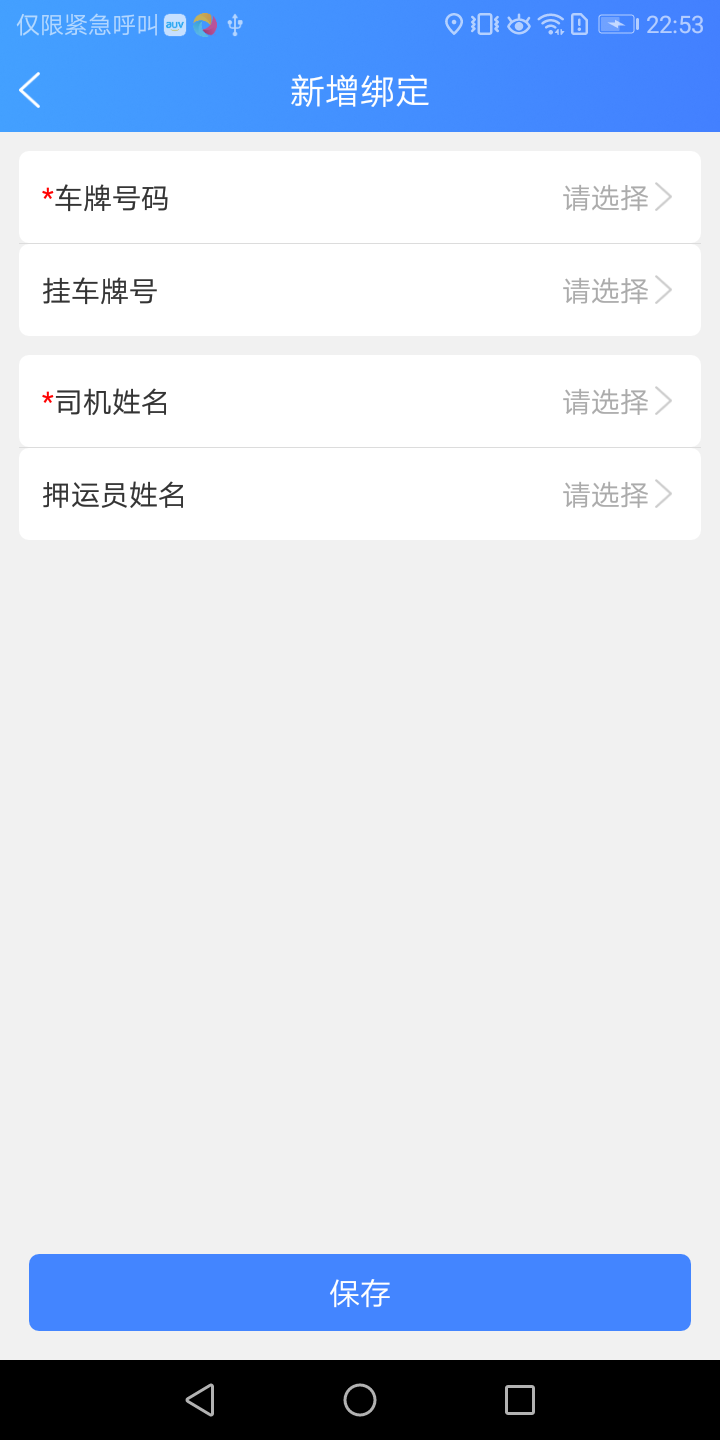 仅限紧急呼叫 auv 22:53
新增绑定
*车牌号码 请选择
挂车牌号 请选择
*司机姓名 请选择
押运员姓名 请选择
保存